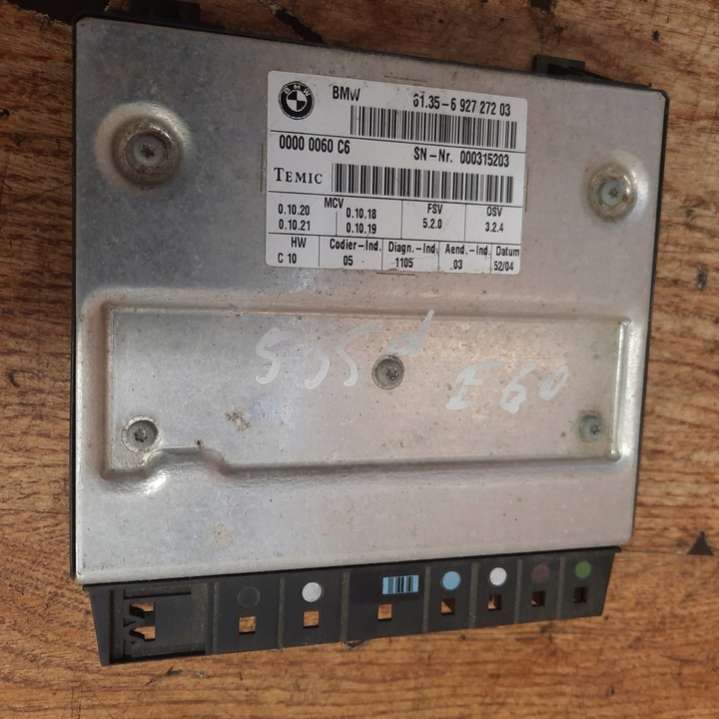 BMW 61.35-6 927 272 03
0000 0060 C6 SN-Nr. 000315203
TEMIC
MCV FSV OSV
0.10.20 0.10.18 5.2.0 3.2.4
0.10.21 0.10.19
HW Codier-Ind. Diagn.-Ind. Aend.-Ind. Datum
C 10 05 1105 03 52/04
E60